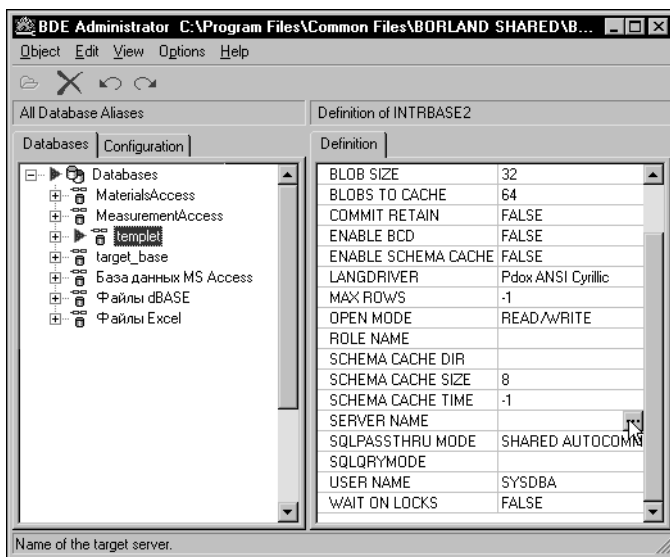 BDE Administrator C:\Program Files\Common Files\BORLAND SHARED\B...
Object Edit View Options Help
All Database Aliases
Definition of INTRBASE2
Databases
Configuration
Definition
Databases
MaterialsAccess
MeasurementAccess
templet
target_base
База данных MS Access
Файлы dBASE
Файлы Excel
BLOB SIZE 32
BLOBS TO CACHE 64
COMMIT RETAIN FALSE
ENABLE BCD FALSE
ENABLE SCHEMA CACHE FALSE
LANGDRIVER Pdox ANSI Cyrillic
MAX ROWS -1
OPEN MODE READ/WRITE
ROLE NAME
SCHEMA CACHE DIR
SCHEMA CACHE SIZE 8
SCHEMA CACHE TIME -1
SERVER NAME ...
SQLPASSTHRU MODE SHARED AUTOCOMM
SQLQRYMODE
USER NAME SYSDBA
WAIT ON LOCKS FALSE
Name of the target server.